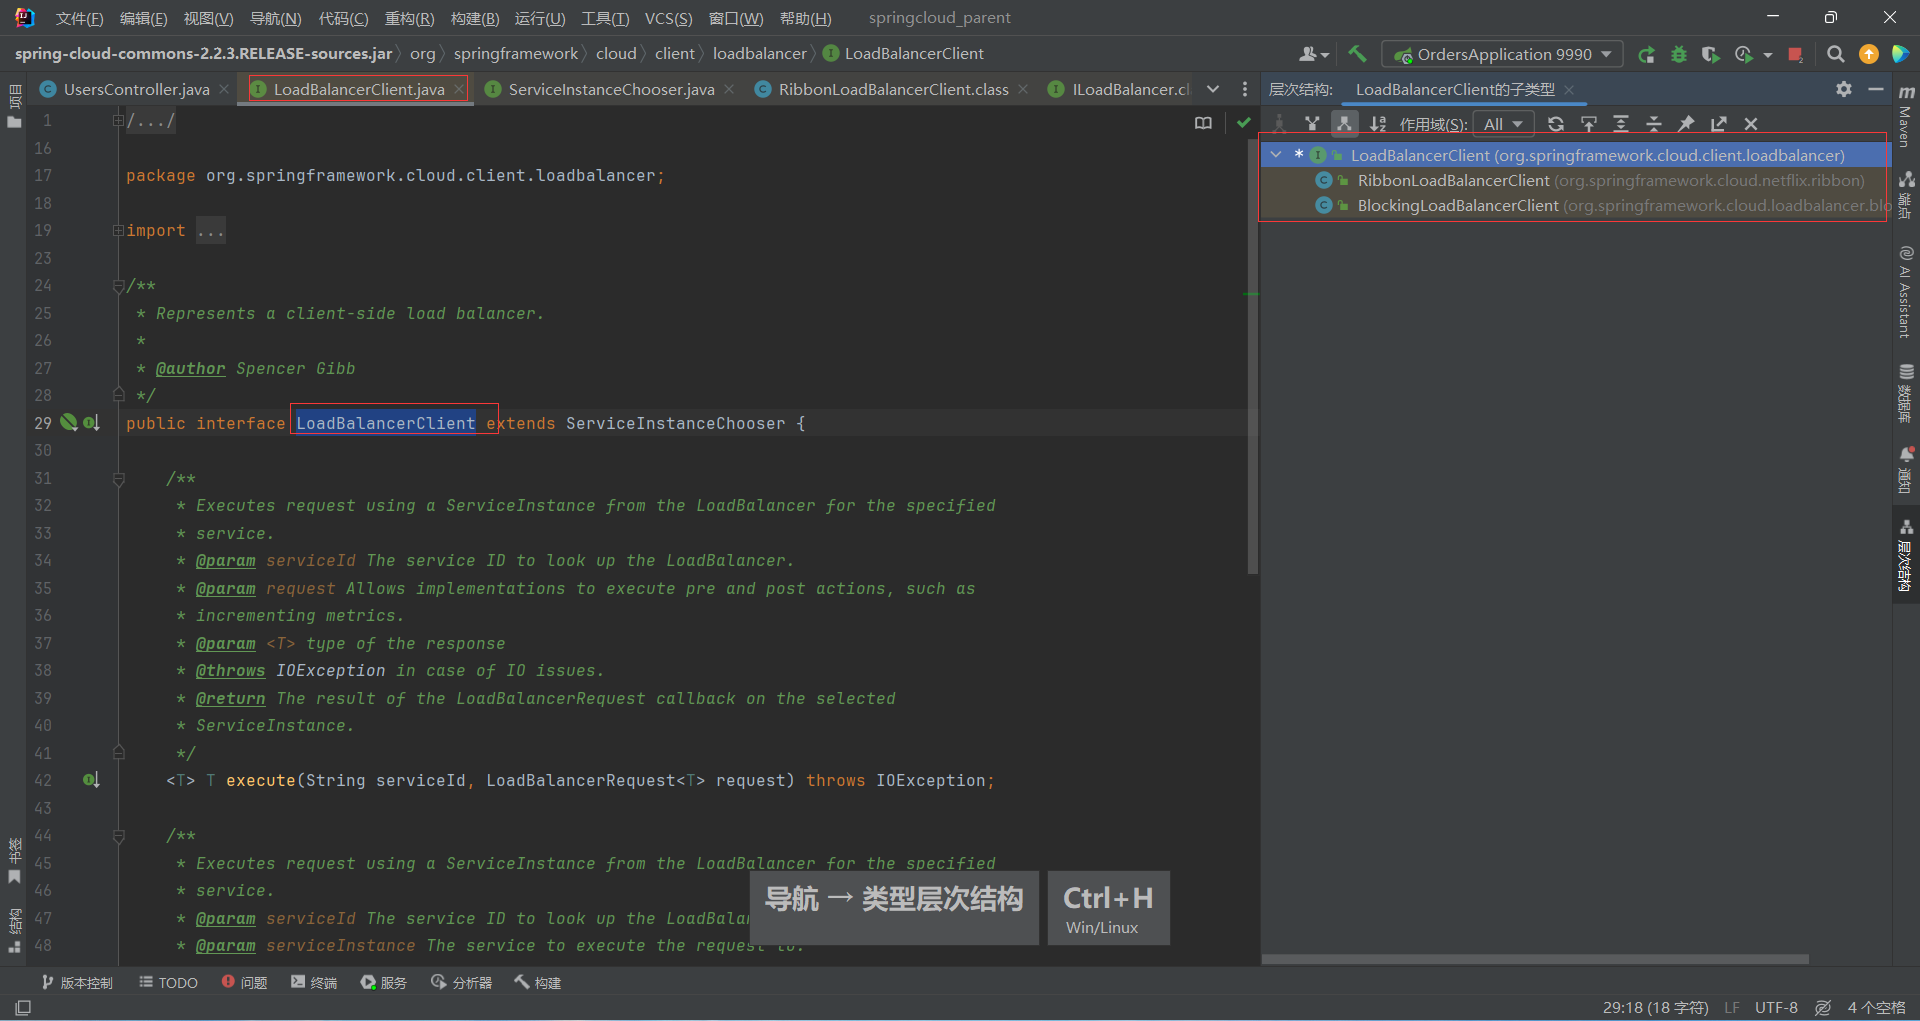 文件(F) 编辑(E) 视图(V) 导航(N) 代码(C) 重构(R) 构建(B) 运行(U) 工具(T) VCS(S) 窗口(W) 帮助(H) springcloud_parent
spring-cloud-commons-2.2.3.RELEASE-sources.jar org springframework cloud client loadbalancer LoadBalancerClient OrdersApplication 9990
UsersController.java LoadBalancerClient.java ServiceInstanceChooser.java RibbonLoadBalancerClient.class ILoadBalancer.cl
层次结构: LoadBalancerClient的子类型
作用域(S): All
LoadBalancerClient (org.springframework.cloud.client.loadbalancer)
RibbonLoadBalancerClient (org.springframework.cloud.netflix.ribbon)
BlockingLoadBalancerClient (org.springframework.cloud.loadbalancer.blo
项目
书签
结构
1 /.../
16
17 package org.springframework.cloud.client.loadbalancer;
18
19 import ...
23
24 /**
25 * Represents a client-side load balancer.
26 *
27 * @author Spencer Gibb
28 */
29 public interface LoadBalancerClient extends ServiceInstanceChooser {
30
31 /**
32 * Executes request using a ServiceInstance from the LoadBalancer for the specified
33 * service.
34 * @param serviceId The service ID to look up the LoadBalancer.
35 * @param request Allows implementations to execute pre and post actions, such as
36 * incrementing metrics.
37 * @param <T> type of the response
38 * @throws IOException in case of IO issues.
39 * @return The result of the LoadBalancerRequest callback on the selected
40 * ServiceInstance.
41 */
42 <T> T execute(String serviceId, LoadBalancerRequest<T> request) throws IOException;
43
44 /**
45 * Executes request using a ServiceInstance from the LoadBalancer for the specified
46 * service.
47 * @param serviceId The service ID to look up the LoadBala
48 * @param serviceInstance The service to execute the request to.
导航 → 类型层次结构
Ctrl+H
Win/Linux
Maven
端点
AI Assistant
数据库
通知
层次结构
版本控制 TODO 问题 终端 服务 分析器 构建
29:18 (18 字符) LF UTF-8 4 个空格